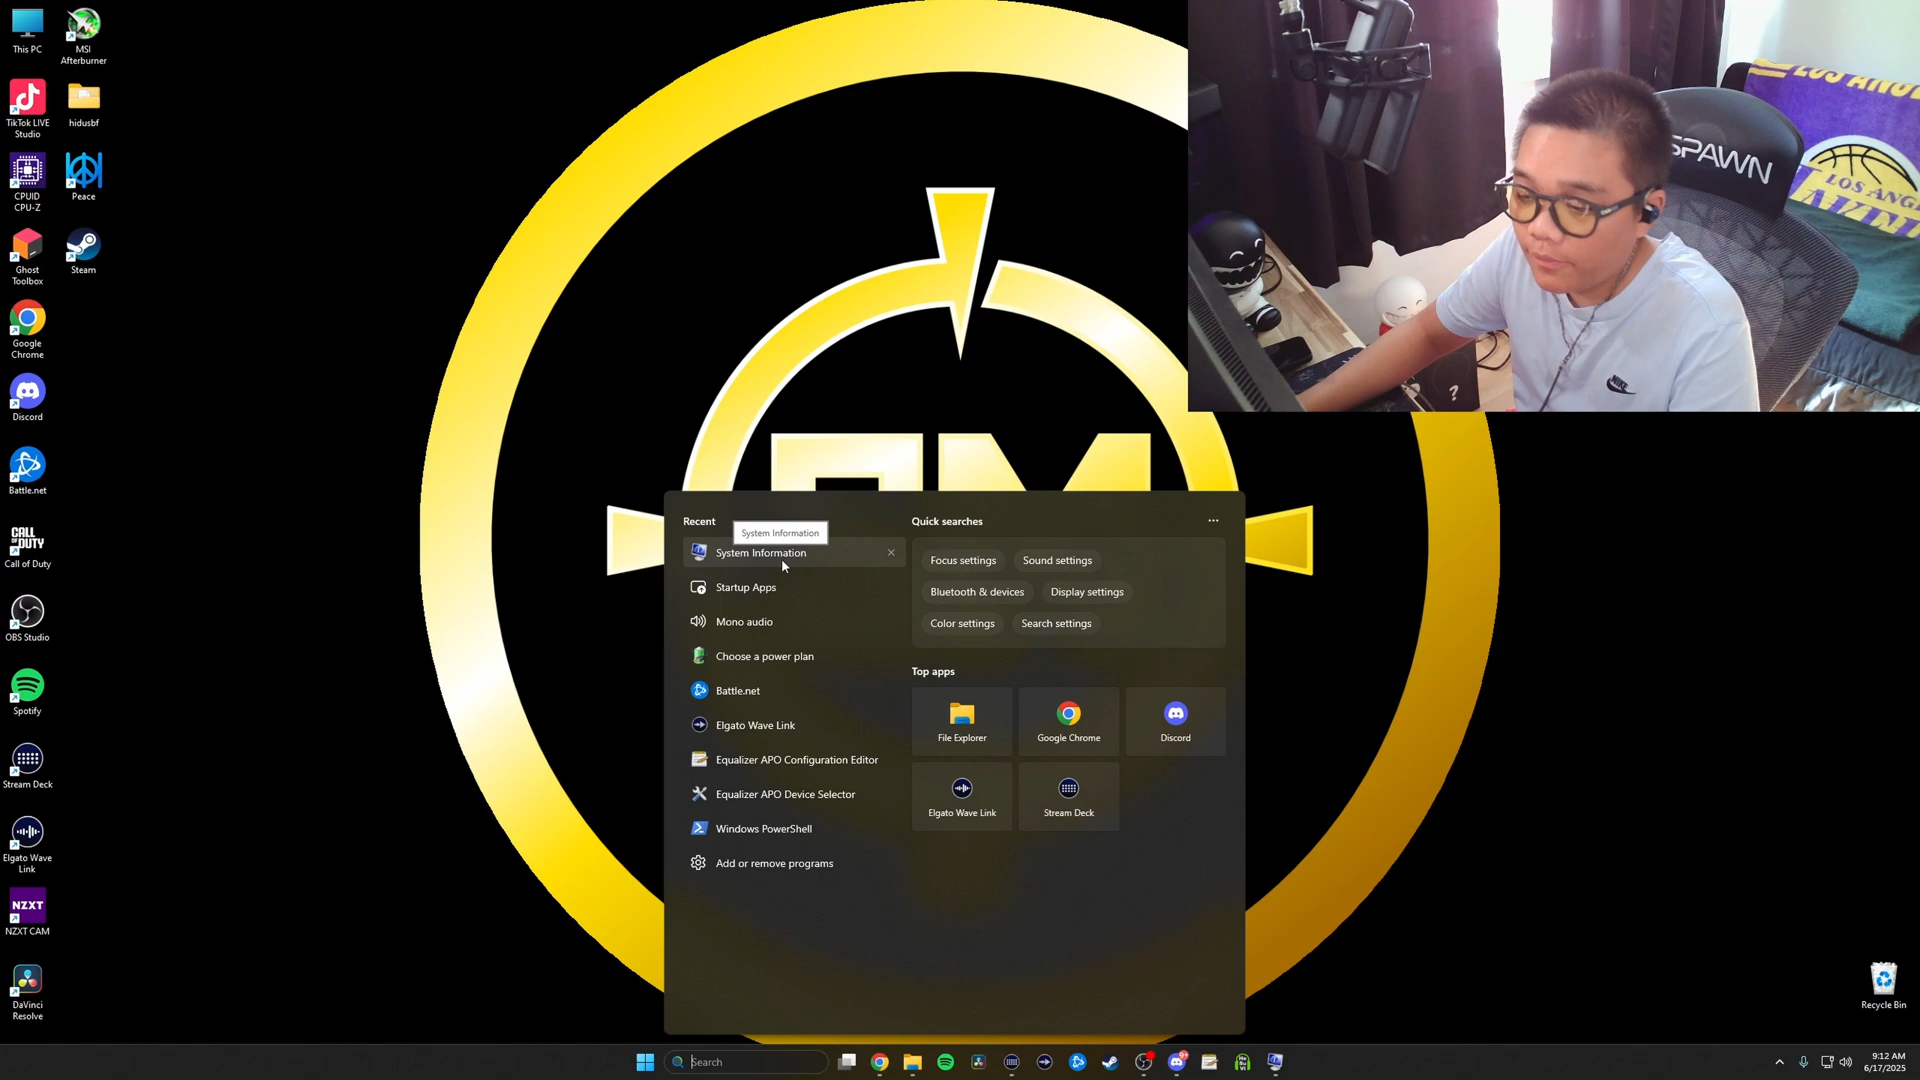 This PC
MSI
Afterburner
TikTok LIVE
Studio
hidusbf
CPUID
CPU-Z
Peace
Ghost
Toolbox
Steam
Google
Chrome
Discord
Battle.net
CALL OF
DUTY
Call of Duty
OBS Studio
Spotify
Stream Deck
Elgato Wave
Link
NZXT
NZXT CAM
DaVinci
Resolve
SPAWN
LOS ANG
LOS ANG
NIKE
?
Recent
System Information
System Information
Startup Apps
Mono audio
Choose a power plan
Battle.net
Elgato Wave Link
Equalizer APO Configuration Editor
Equalizer APO Device Selector
Windows PowerShell
Add or remove programs
Quick searches
Focus settings
Sound settings
Bluetooth & devices
Display settings
Color settings
Search settings
Top apps
File Explorer
Google Chrome
Discord
Elgato Wave Link
Stream Deck
Recycle Bin
Search
9:12 AM
6/17/2025